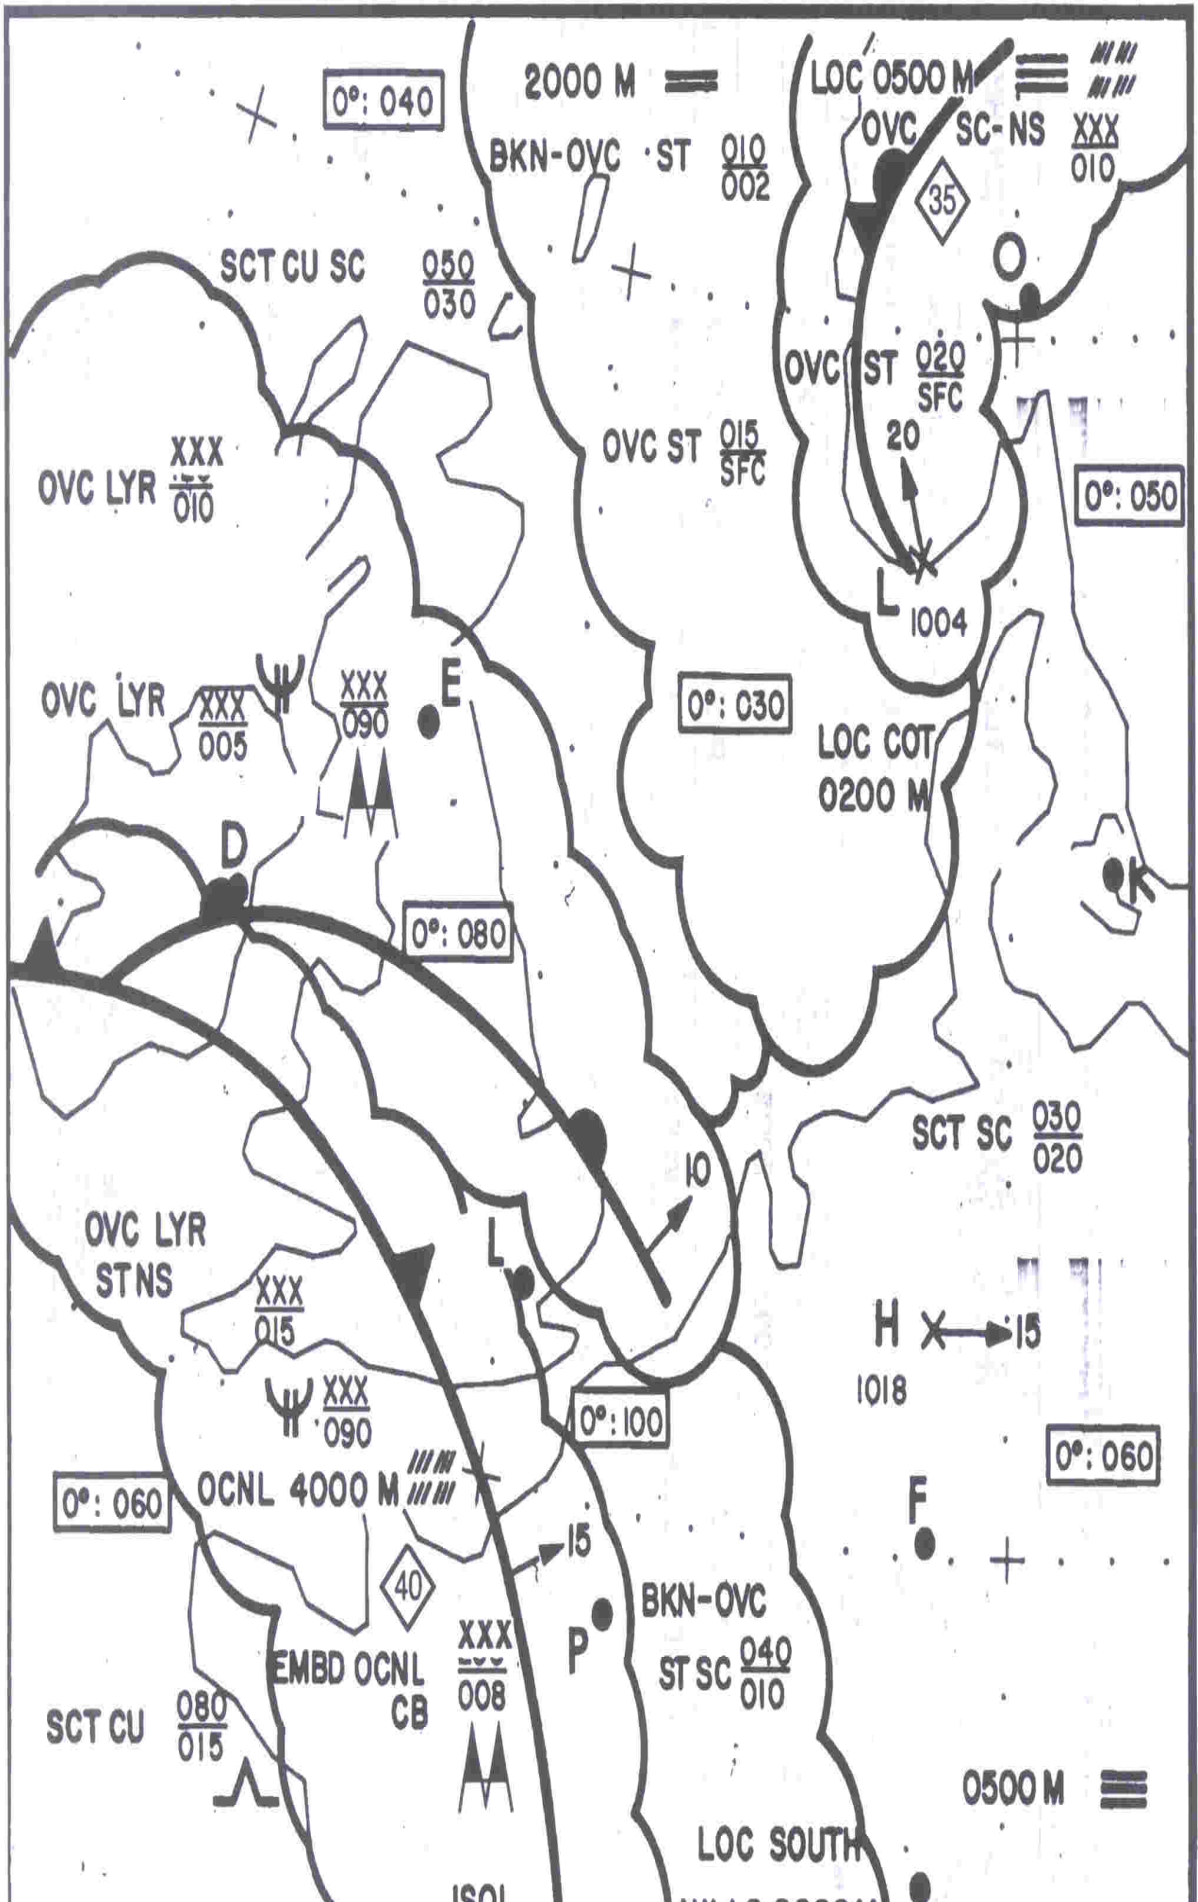 0°: 040
2000 M
LOC 0500 M
BKN-OVC ST 010
002
OVC SC-NS XXX
010
35
SCT CU SC 050
030
O
OVC ST 020
SFC
20
OVC LYR XXX
010
OVC ST 015
SFC
0°: 050
L
1004
OVC LYR XXX
005
XXX
090
E
0°: 030
LOC COT
0200 M
D
K
0°: 080
SCT SC 030
020
10
OVC LYR
STNS
XXX
015
L
H 15
1018
XXX
090
0°: 100
0°: 060
OCNL 4000 M
0°: 060
F
15
40
P
BKN-OVC
ST SC 040
010
EMBD OCNL
CB
XXX
008
SCT CU 080
015
0500 M
LOC SOUTH
ISOL